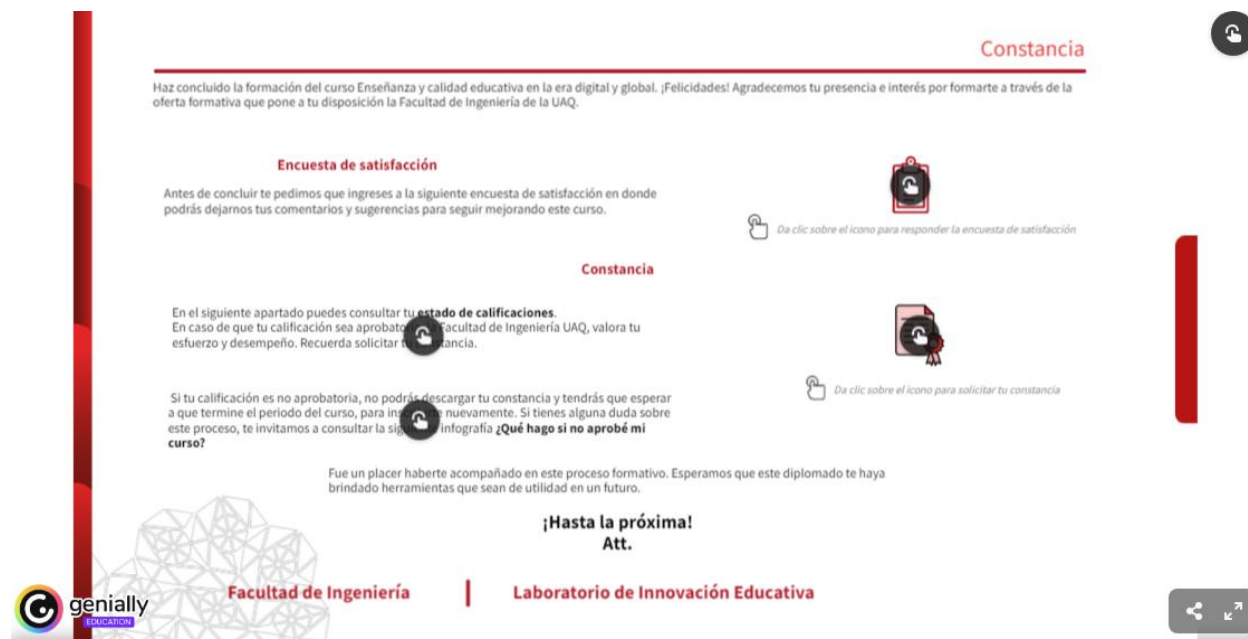 Constancia
Haz concluido la formación del curso Enseñanza y calidad educativa en la era digital y global. ¡Felicidades! Agradecemos tu presencia e interés por formarte a través de la
oferta formativa que pone a tu disposición la Facultad de Ingeniería de la UAQ.
Encuesta de satisfacción
Antes de concluir te pedimos que ingreses a la siguiente encuesta de satisfacción en donde
podrás dejarnos tus comentarios y sugerencias para seguir mejorando este curso.
Da clic sobre el icono para responder la encuesta de satisfacción
Constancia
En el siguiente apartado puedes consultar tu estado de calificaciones.
En caso de que tu calificación sea Facultad de Ingeniería UAQ, valora tu
esfuerzo y desempeño. Recuerda solicitar
Da clic sobre el icono para solicitar tu constancia
Si tu calificación es no aprobatoria, no podrás descargar tu constancia y tendrás que esperar
a que termine el periodo del curso, para nuevamente. Si tienes alguna duda sobre
este proceso, te invitamos a consultar la infografía ¿Qué hago si no aprobé mi
curso?
Fue un placer haberte acompañado en este proceso formativo. Esperamos que este diplomado te haya
brindado herramientas que sean de utilidad en un futuro.
¡Hasta la próxima!
Att.
Facultad de Ingeniería | Laboratorio de Innovación Educativa
genially
EDUCATION